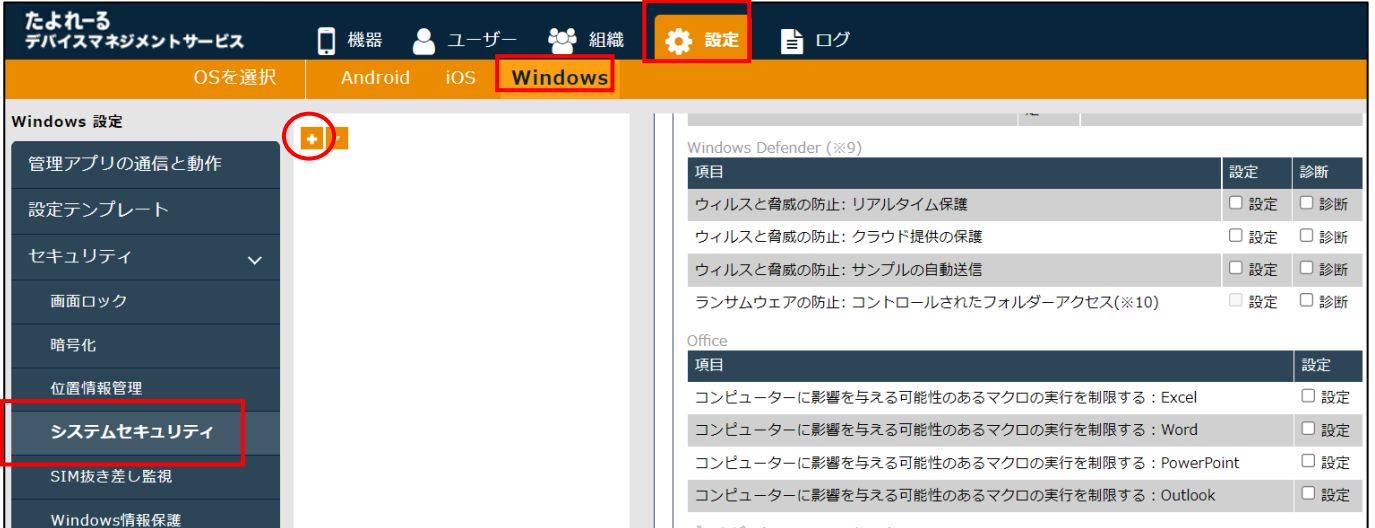 たよれーる
デバイスマネジメントサービス
機器 ユーザー 組織 設定 ログ
OSを選択 Android iOS Windows
Windows 設定
管理アプリの通信と動作
設定テンプレート
セキュリティ
画面ロック
暗号化
位置情報管理
システムセキュリティ
SIM抜き差し監視
Windows情報保護
Windows Defender (※9)
項目 設定 診断
ウィルスと脅威の防止: リアルタイム保護 設定 診断
ウィルスと脅威の防止: クラウド提供の保護 設定 診断
ウィルスと脅威の防止: サンプルの自動送信 設定 診断
ランサムウェアの防止: コントロールされたフォルダーアクセス(※10) 設定 診断
Office
項目 設定
コンピューターに影響を与える可能性のあるマクロの実行を制限する：Excel 設定
コンピューターに影響を与える可能性のあるマクロの実行を制限する：Word 設定
コンピューターに影響を与える可能性のあるマクロの実行を制限する：PowerPoint 設定
コンピューターに影響を与える可能性のあるマクロの実行を制限する：Outlook 設定